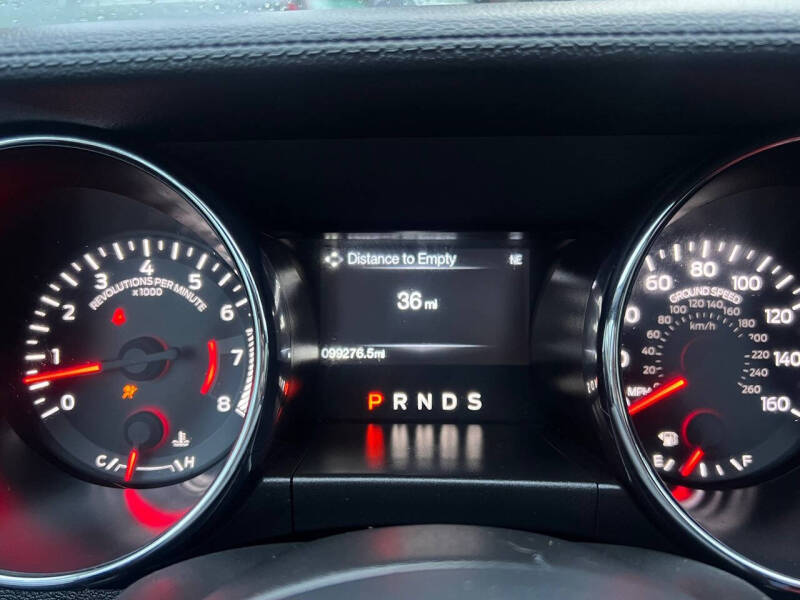 Distance to Empty NE
36 mi
099276.5 mi
P R N D S
REVOLUTIONS PER MINUTE
x1000
0 1 2 3 4 5 6 7 8
C H
GROUND SPEED
km/h
MPH
60 80 100 120 140 160
20 40 60 80 100 120 140 160 180 200 220 240 260
E F